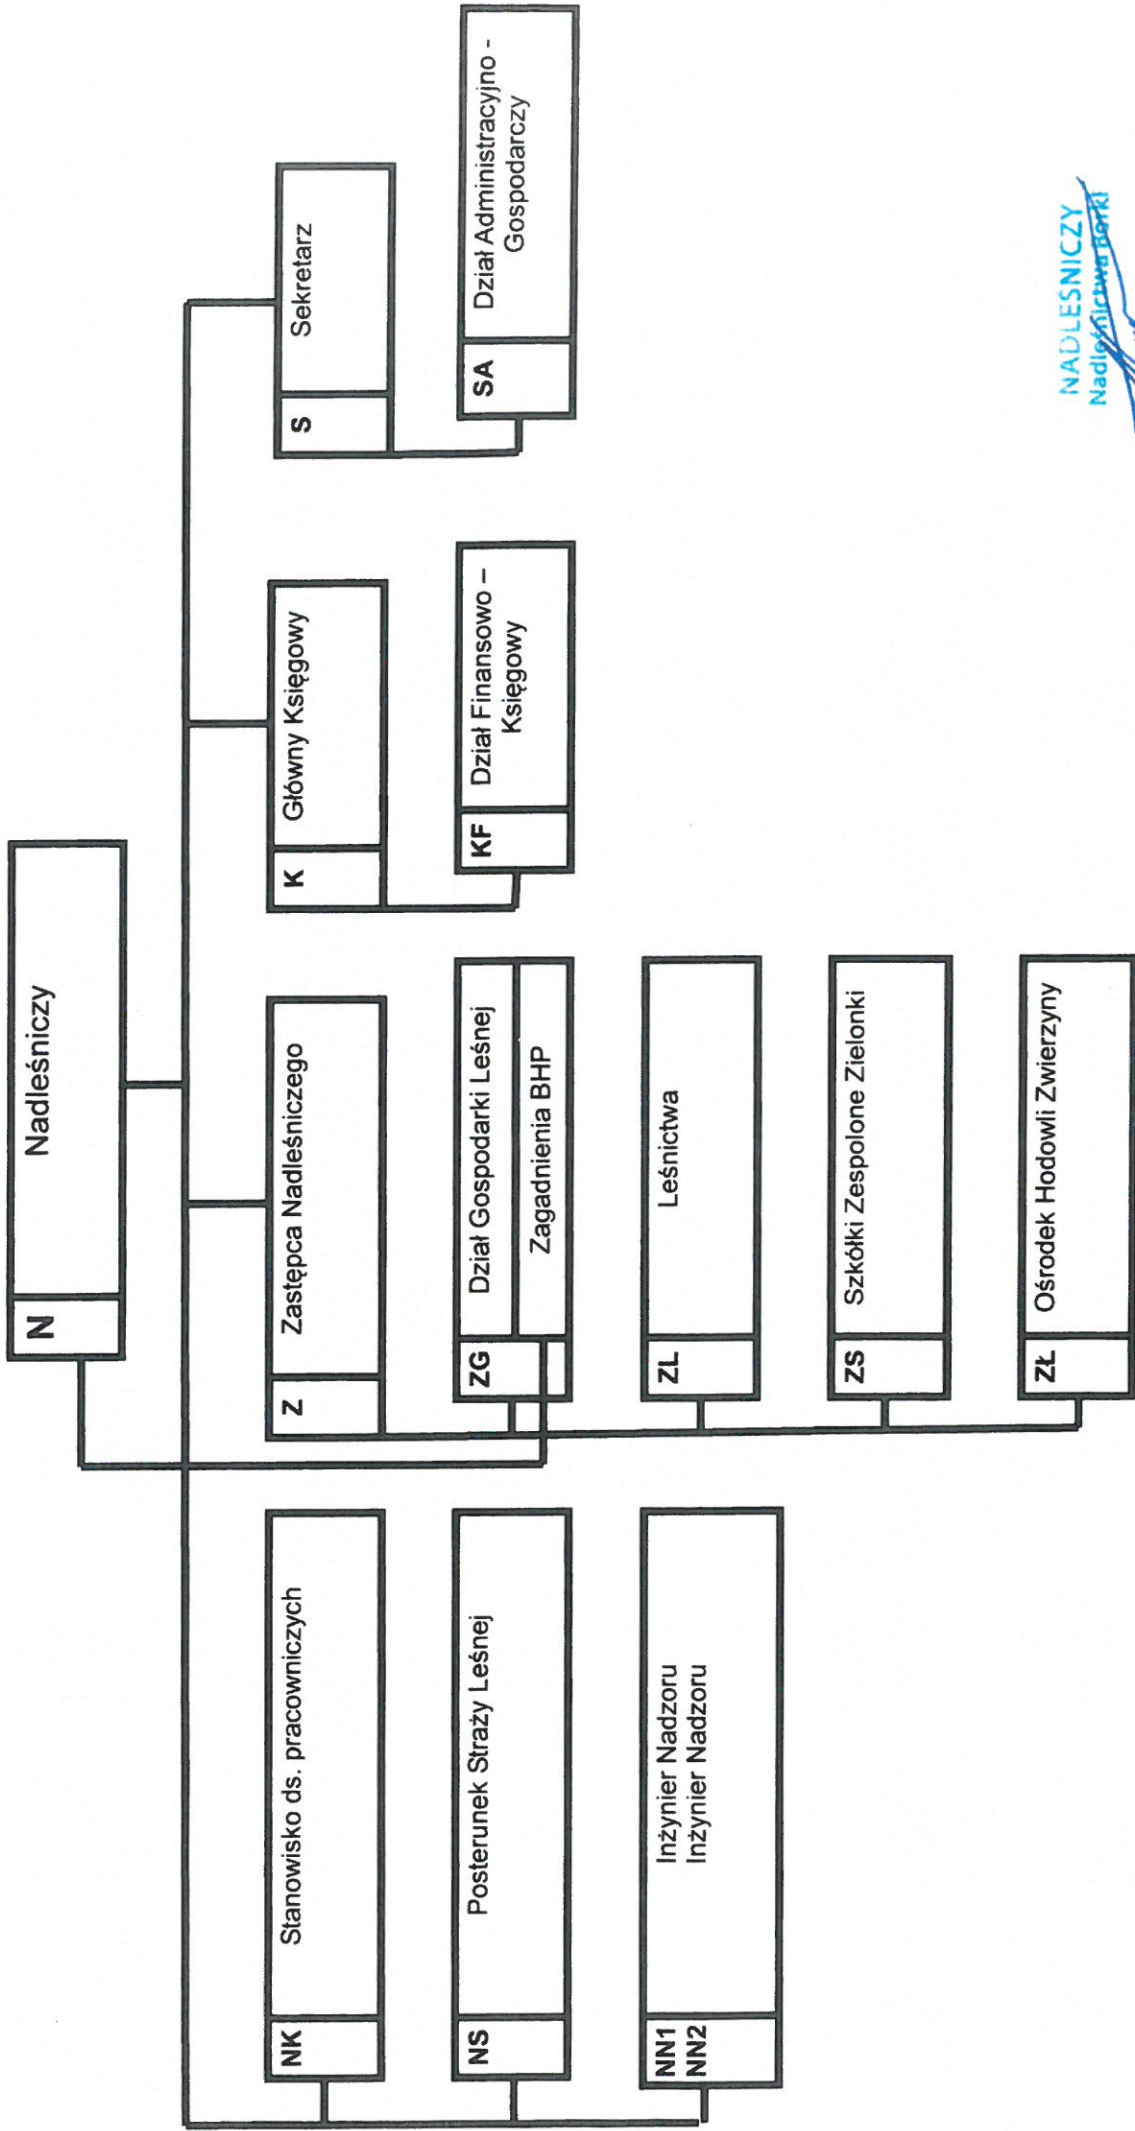 N
Nadleśniczy
NK
Stanowisko ds. pracowniczych
NS
Posterunek Straży Leśnej
NN1
NN2
Inżynier Nadzoru
Inżynier Nadzoru
Z
Zastępca Nadleśniczego
ZG
Dział Gospodarki Leśnej
Zagadnienia BHP
ZL
Leśnictwa
ZS
Szkółki Zespolone Zielonki
ZŁ
Ośrodek Hodowli Zwierzyny
K
Główny Księgowy
KF
Dział Finansowo –
Księgowy
S
Sekretarz
SA
Dział Administracyjno -
Gospodarczy
NADLEŚNICZY
Nadleśnictwa Borki